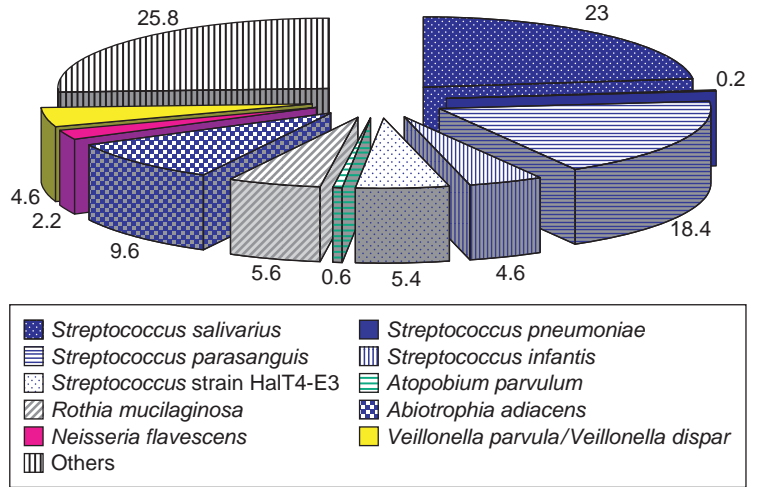 25.8
23
0.2
4.6
2.2
9.6
5.6
0.6
5.4
4.6
18.4
Streptococcus salivarius
Streptococcus pneumoniae
Streptococcus parasanguis
Streptococcus infantis
Streptococcus strain HalT4-E3
Atopobium parvulum
Rothia mucilaginosa
Abiotrophia adiacens
Neisseria flavescens
Veillonella parvula/Veillonella dispar
Others